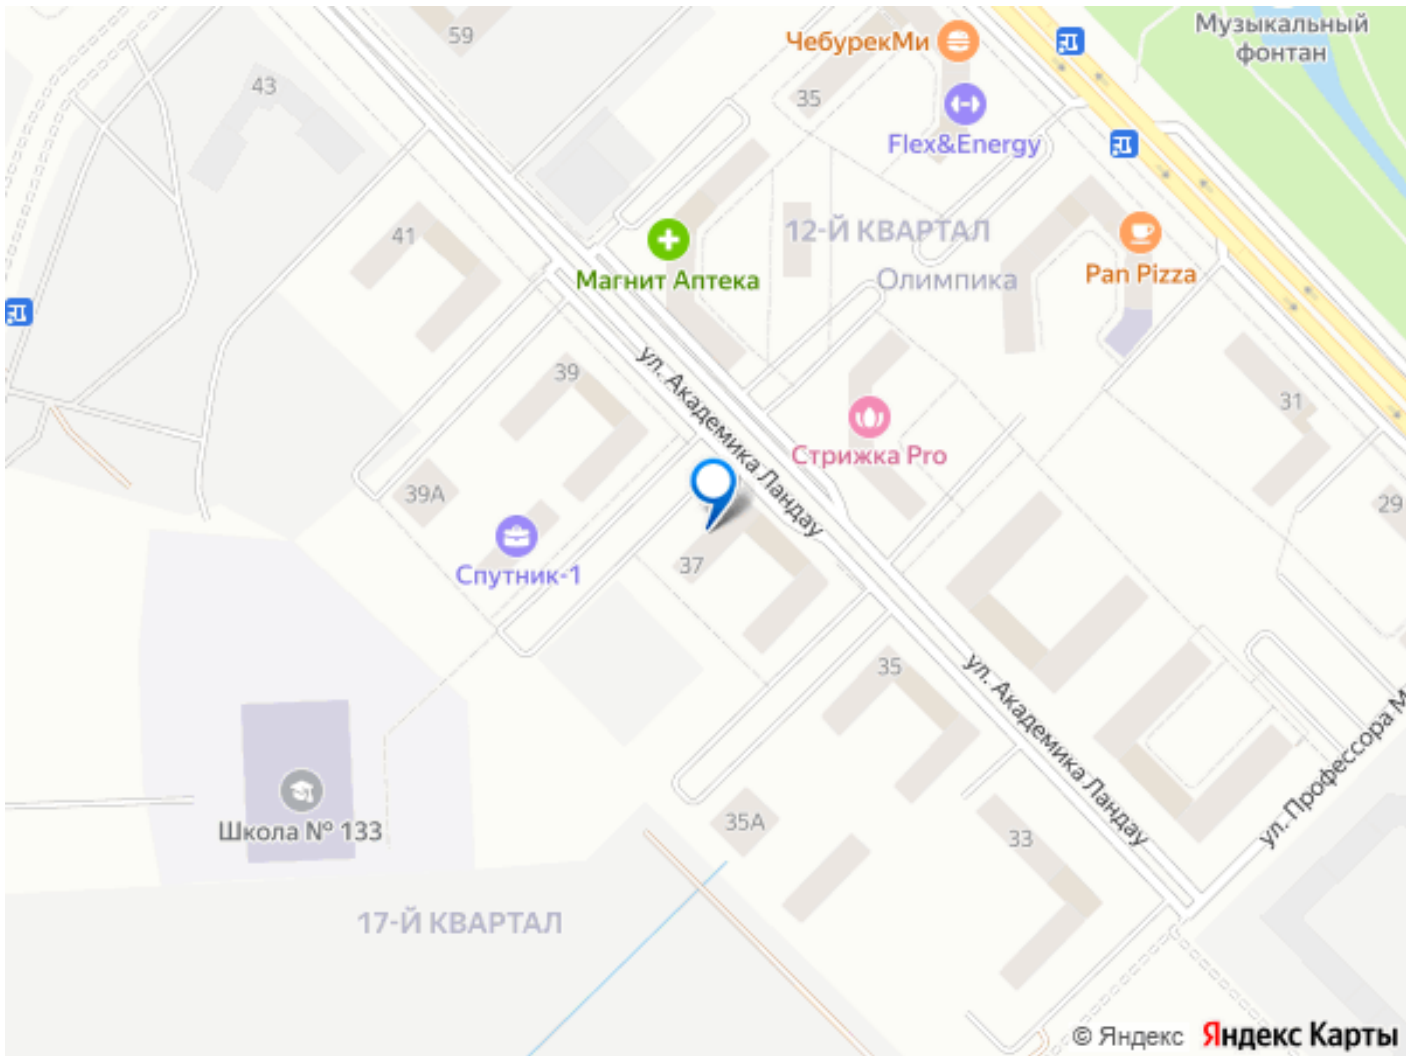 Музыкальный
фонтан
59
ЧебурекМи
43
35
Flex&Energy
41
12-Й КВАРТАЛ
Магнит Аптека
Олимпика
Pan Pizza
39
ул. Академика Ландау
31
Стрижка Pro
39А
29
Спутник-1
37
35
ул. Академика Ландау
ул. Профессора М
Школа № 133
35А
33
17-Й КВАРТАЛ
© Яндекс Яндекс Карты